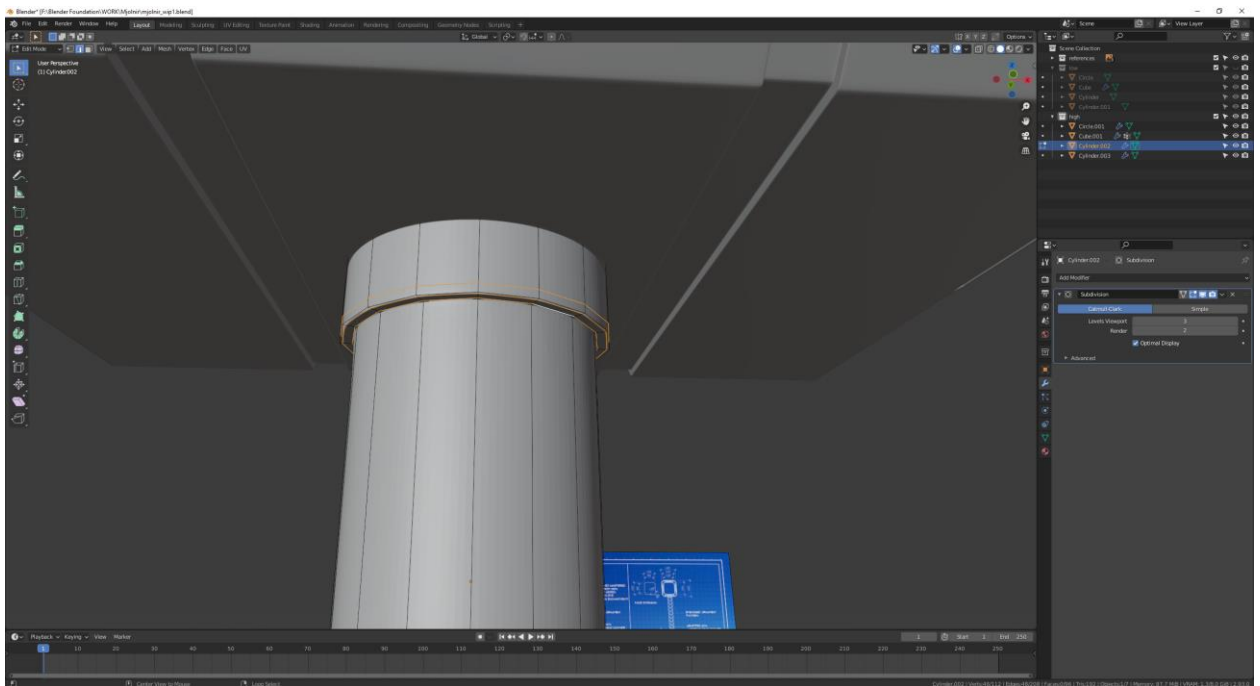 Blender* [F:\Blender Foundation\WORK\Mjolnir\mjolnir_wip1.blend]
File Edit Render Window Help Layout Modeling Sculpting UV Editing Texture Paint Shading Animation Rendering Compositing Geometry Nodes Scripting + Scene View Layer
Global Options
Edit Mode View Select Add Mesh Vertex Edge Face UV
User Perspective
(1) Cylinder.002
Scene Collection
references
low
Circle
Cube
Cylinder
Cylinder.001
high
Circle.001
Cube.001
Cylinder.002
Cylinder.003
Cylinder.002 Subdivision
Add Modifier
Subdivision
Catmull-Clark Simple
Levels Viewport 3
Render 2
Optimal Display
Advanced
Playback Keying View Marker 1 Start 1 End 250
1 10 20 30 40 50 60 70 80 90 100 110 120 130 140 150 160 170 180 190 200 210 220 230 240 250
Center View to Mouse Loop Select